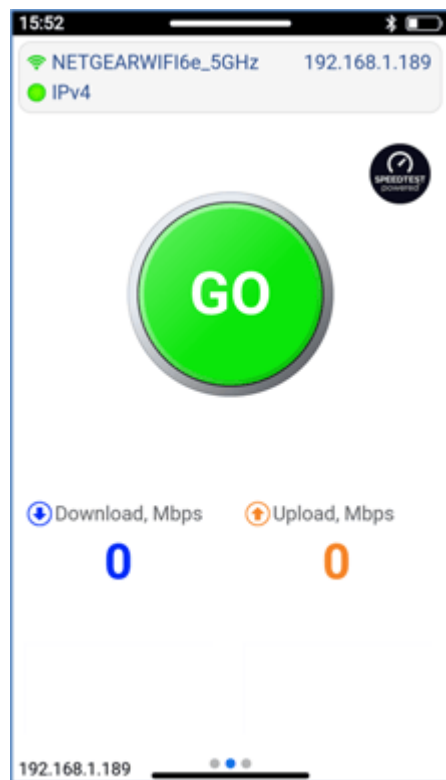 15:52
NETGEARWIFI6e_5GHz 192.168.1.189
IPv4
SPEEDTEST
powered
GO
Download, Mbps Upload, Mbps
0 0
192.168.1.189